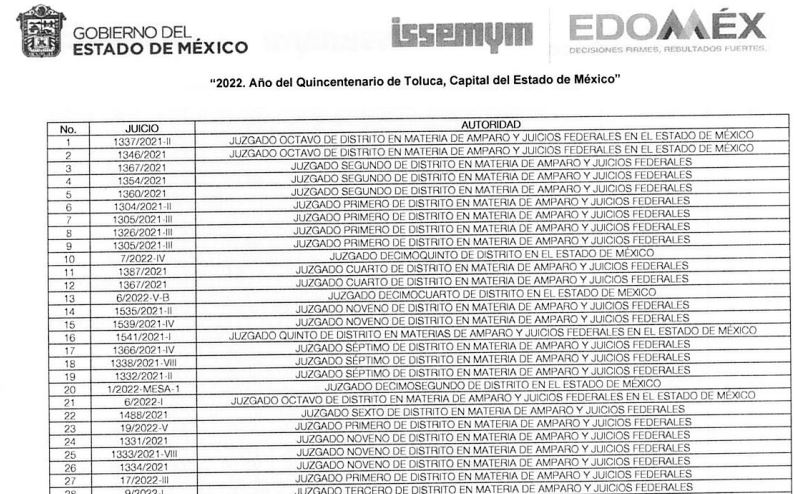 GOBIERNO DEL
ESTADO DE MÉXICO
issemym
EDOMÉX
DECISIONES FIRMES, RESULTADOS FUERTES.
“2022. Año del Quincentenario de Toluca, Capital del Estado de México”
No. JUICIO AUTORIDAD
1 1337/2021-II JUZGADO OCTAVO DE DISTRITO EN MATERIA DE AMPARO Y JUICIOS FEDERALES EN EL ESTADO DE MÉXICO
2 1346/2021 JUZGADO OCTAVO DE DISTRITO EN MATERIA DE AMPARO Y JUICIOS FEDERALES EN EL ESTADO DE MÉXICO
3 1367/2021 JUZGADO SEGUNDO DE DISTRITO EN MATERIA DE AMPARO Y JUICIOS FEDERALES
4 1354/2021 JUZGADO SEGUNDO DE DISTRITO EN MATERIA DE AMPARO Y JUICIOS FEDERALES
5 1360/2021 JUZGADO SEGUNDO DE DISTRITO EN MATERIA DE AMPARO Y JUICIOS FEDERALES
6 1304/2021-II JUZGADO PRIMERO DE DISTRITO EN MATERIA DE AMPARO Y JUICIOS FEDERALES
7 1305/2021-III JUZGADO PRIMERO DE DISTRITO EN MATERIA DE AMPARO Y JUICIOS FEDERALES
8 1326/2021-III JUZGADO PRIMERO DE DISTRITO EN MATERIA DE AMPARO Y JUICIOS FEDERALES
9 1305/2021-III JUZGADO PRIMERO DE DISTRITO EN MATERIA DE AMPARO Y JUICIOS FEDERALES
10 7/2022-IV JUZGADO DECIMOQUINTO DE DISTRITO EN EL ESTADO DE MÉXICO
11 1387/2021 JUZGADO CUARTO DE DISTRITO EN MATERIA DE AMPARO Y JUICIOS FEDERALES
12 1367/2021 JUZGADO CUARTO DE DISTRITO EN MATERIA DE AMPARO Y JUICIOS FEDERALES
13 6/2022-V-B JUZGADO DECIMOCUARTO DE DISTRITO EN EL ESTADO DE MEXICO
14 1535/2021-II JUZGADO NOVENO DE DISTRITO EN MATERIA DE AMPARO Y JUICIOS FEDERALES
15 1539/2021-IV JUZGADO NOVENO DE DISTRITO EN MATERIA DE AMPARO Y JUICIOS FEDERALES
16 1541/2021-I JUZGADO QUINTO DE DISTRITO EN MATERIAS DE AMPARO Y JUICIOS FEDERALES EN EL ESTADO DE MÉXICO
17 1366/2021-IV JUZGADO SÉPTIMO DE DISTRITO EN MATERIA DE AMPARO Y JUICIOS FEDERALES
18 1338/2021-VIII JUZGADO SÉPTIMO DE DISTRITO EN MATERIA DE AMPARO Y JUICIOS FEDERALES
19 1332/2021-II JUZGADO SÉPTIMO DE DISTRITO EN MATERIA DE AMPARO Y JUICIOS FEDERALES
20 1/2022-MESA-1 JUZGADO DECIMOSEGUNDO DE DISTRITO EN EL ESTADO DE MÉXICO
21 6/2022-I JUZGADO OCTAVO DE DISTRITO EN MATERIA DE AMPARO Y JUICIOS FEDERALES EN EL ESTADO DE MÉXICO
22 1488/2021 JUZGADO SEXTO DE DISTRITO EN MATERIA DE AMPARO Y JUICIOS FEDERALES
23 19/2022-V JUZGADO PRIMERO DE DISTRITO EN MATERIA DE AMPARO Y JUICIOS FEDERALES
24 1331/2021 JUZGADO NOVENO DE DISTRITO EN MATERIA DE AMPARO Y JUICIOS FEDERALES
25 1333/2021-VIII JUZGADO NOVENO DE DISTRITO EN MATERIA DE AMPARO Y JUICIOS FEDERALES
26 1334/2021 JUZGADO NOVENO DE DISTRITO EN MATERIA DE AMPARO Y JUICIOS FEDERALES
27 17/2022-III JUZGADO PRIMERO DE DISTRITO EN MATERIA DE AMPARO Y JUICIOS FEDERALES
28 9/2022-I JUZGADO TERCERO DE DISTRITO EN MATERIA DE AMPARO Y JUICIOS FEDERALES